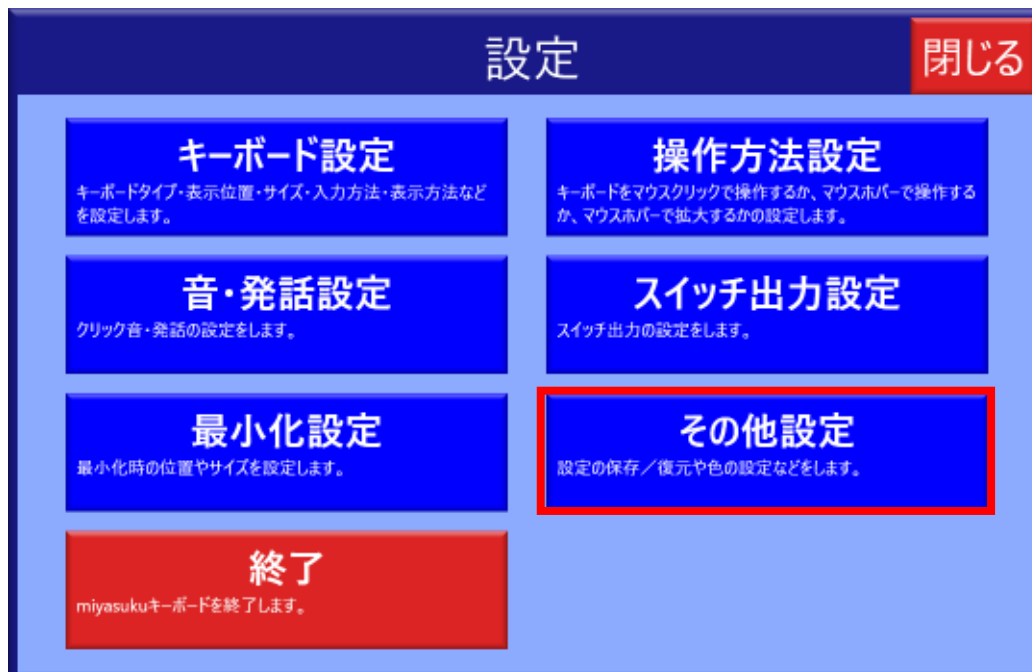 設定
閉じる
キーボード設定
キーボードタイプ・表示位置・サイズ・入力方法・表示方法など
を設定します。
操作方法設定
キーボードをマウスクリックで操作するか、マウスホバーで操作する
か、マウスホバーで拡大するかの設定します。
音・発話設定
クリック音・発話の設定をします。
スイッチ出力設定
スイッチ出力の設定をします。
最小化設定
最小化時の位置やサイズを設定します。
その他設定
設定の保存／復元や色の設定などをします。
終了
miyasukuキーボードを終了します。